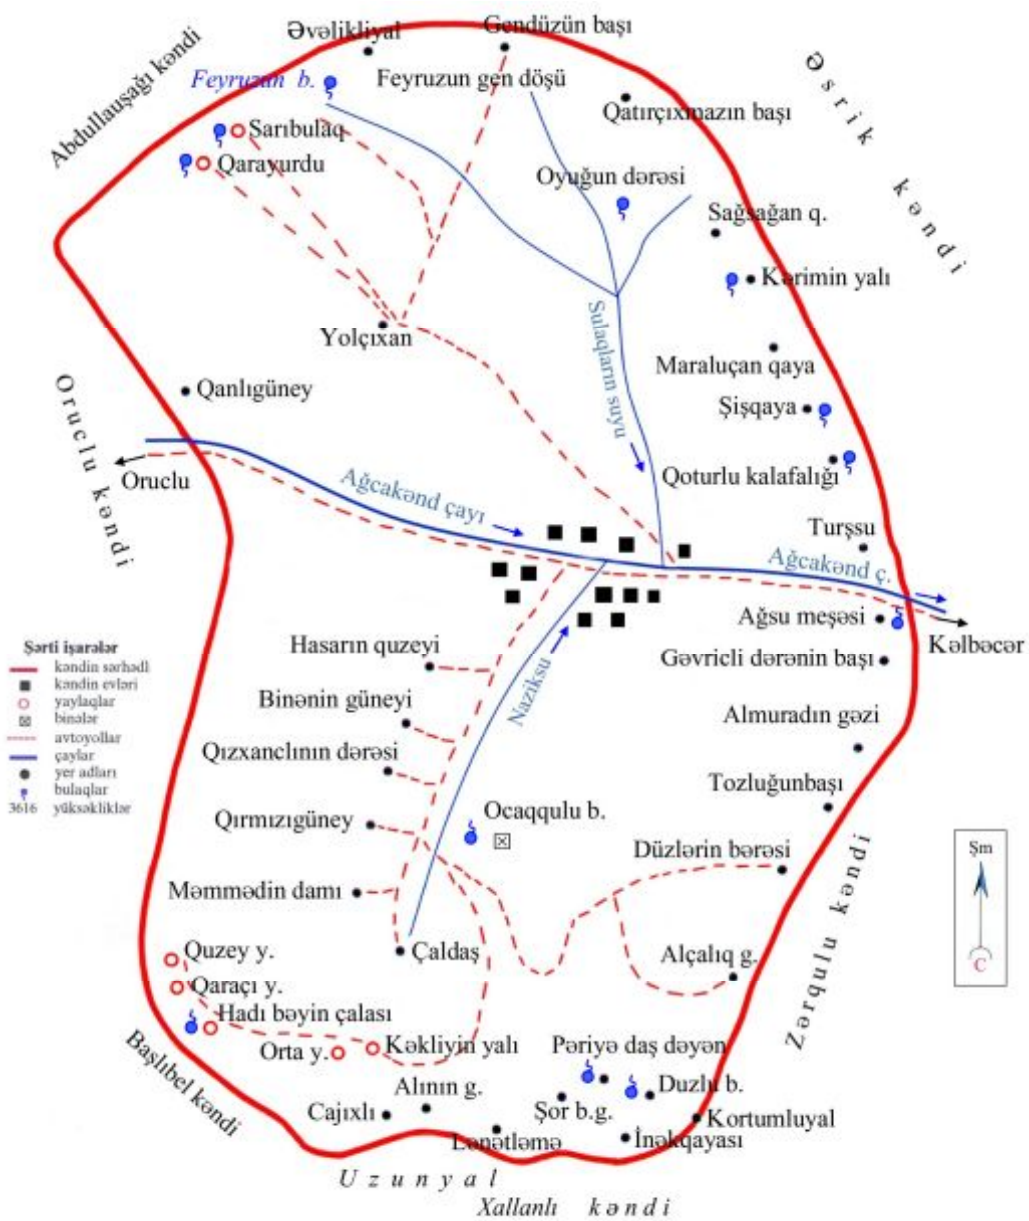 Əvəlikliyal
Gendüzün başı
Abdullauşağı kəndi
Feyruzun b.
Feyruzun gen döşü
Qatırçıxmazın başı
Əsrik kəndi
Sarıbulaq
Qarayurdu
Oyuğun dərəsi
Sağsağan q.
Kərimin yalı
Yolçıxan
Sulaqların suyu
Maraluçan qaya
Qanlıgüney
Şişqaya
Oruclu kəndi
Oruclu
Ağcakənd çayı
Qoturlu kalafalığı
Turşsu
Ağcakənd ç.
Ağsu meşəsi
Kəlbəcər
Hasarın quzeyi
Gəvricli dərənin başı
Şərti işarələr
kəndin sərhədi
kəndin evləri
yaylaqlar
binələr
avtoyollar
çaylar
yer adları
bulaqlar
3616 yüksəkliklər
Binənin güneyi
Naziksu
Almuradın gəzi
Qızxanclının dərəsi
Tozluğunbaşı
Qırmızıgüney
Ocaqqulu b.
Düzlərin bərəsi
Şm
C
Məmmədin damı
Zərqulu kəndi
Quzey y.
Çaldaş
Alçalıq g.
Qaraçı y.
Hadı bəyin çalası
Orta y.
Kəkliyin yalı
Pəriyə daş dəyən
Başlıbel kəndi
Alının g.
Duzlu b.
Cajıxlı
Şor b.g.
Kortumluyal
Lənətləmə
İnəkqayası
Uzunyal
Xallanlı kəndi